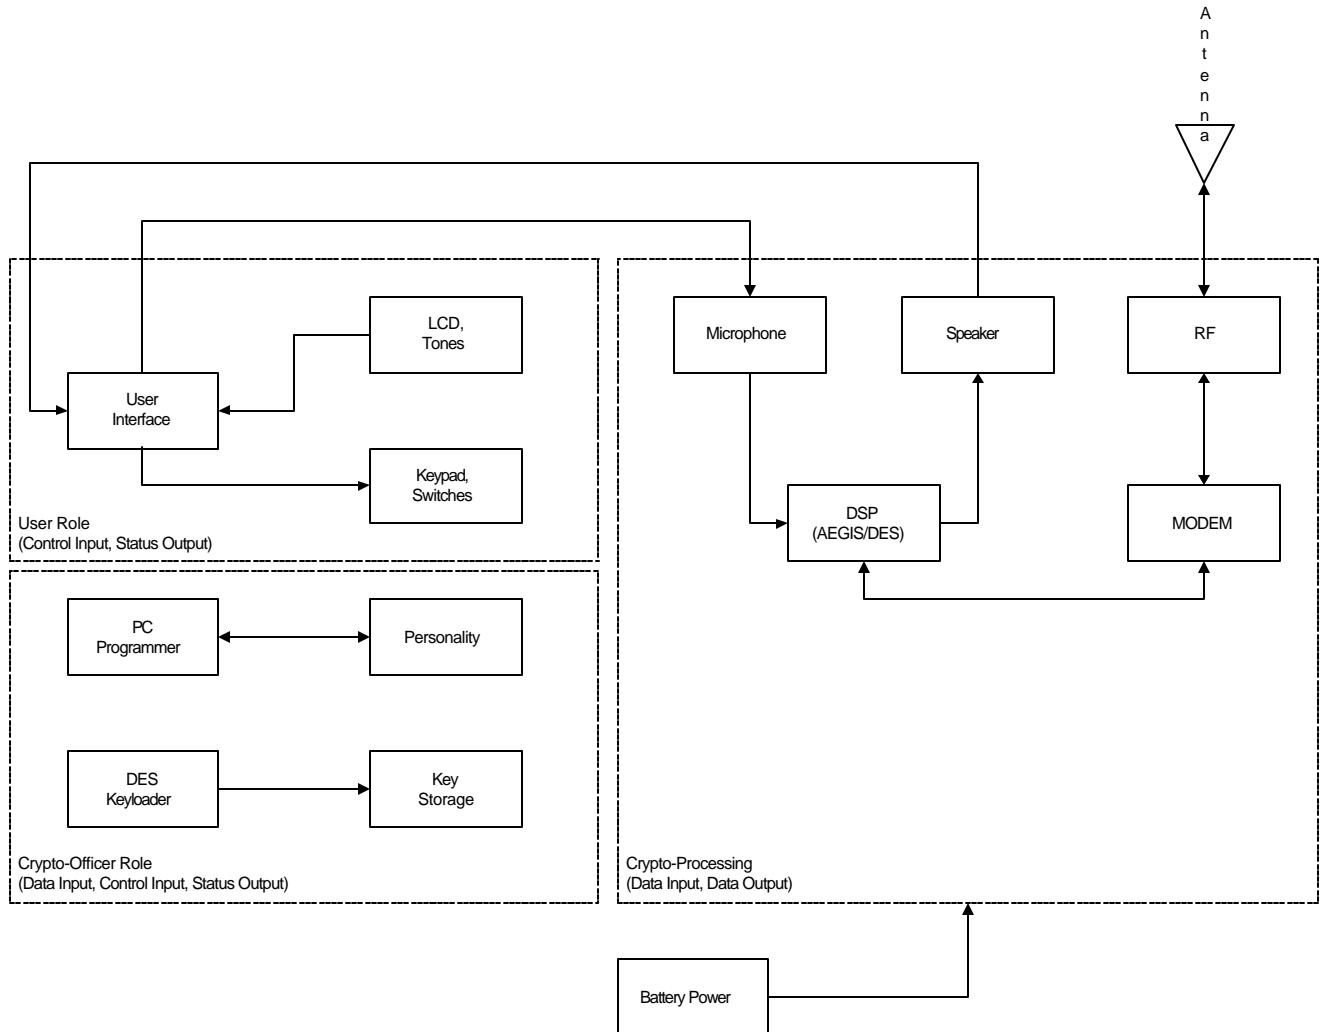 Antenna
LCD,
Tones
Microphone
Speaker
RF
User
Interface
Keypad,
Switches
DSP
(AEGIS/DES)
MODEM
User Role
(Control Input, Status Output)
PC
Programmer
Personality
DES
Keyloader
Key
Storage
Crypto-Officer Role
(Data Input, Control Input, Status Output)
Crypto-Processing
(Data Input, Data Output)
Battery Power